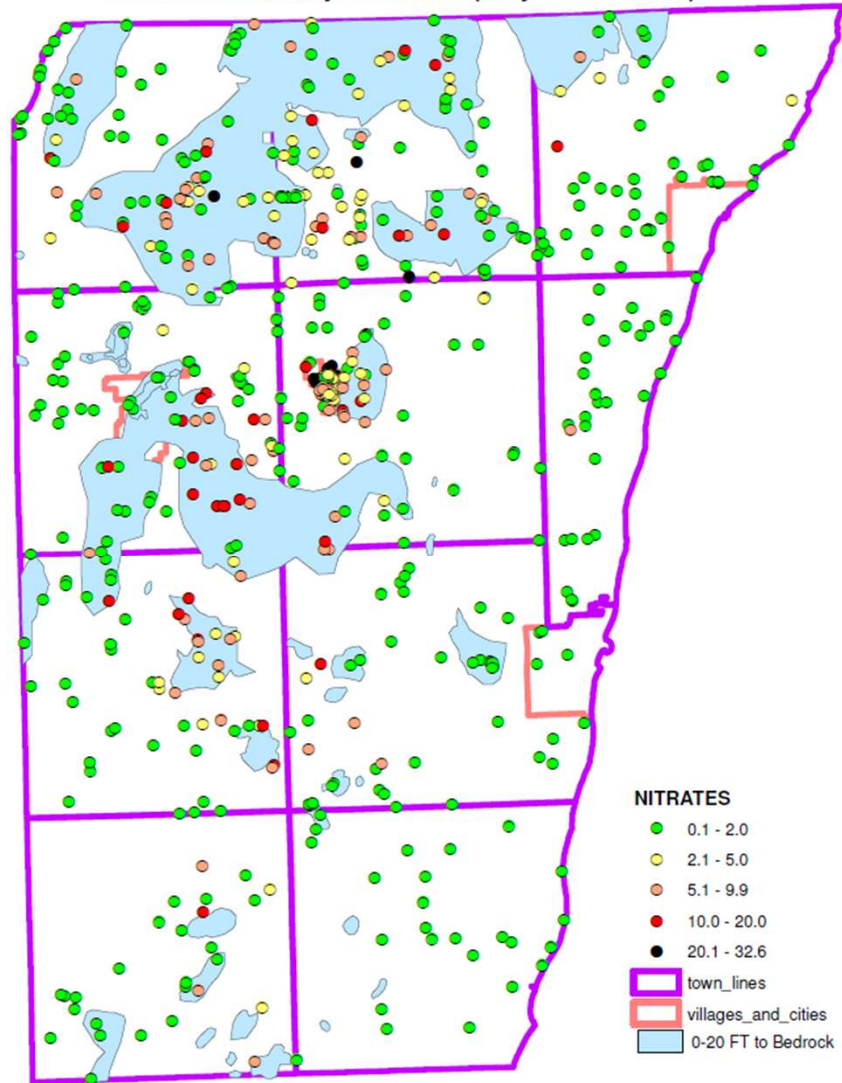 NITRATES
0.1 - 2.0
2.1 - 5.0
5.1 - 9.9
10.0 - 20.0
20.1 - 32.6
town_lines
villages_and_cities
0-20 FT to Bedrock